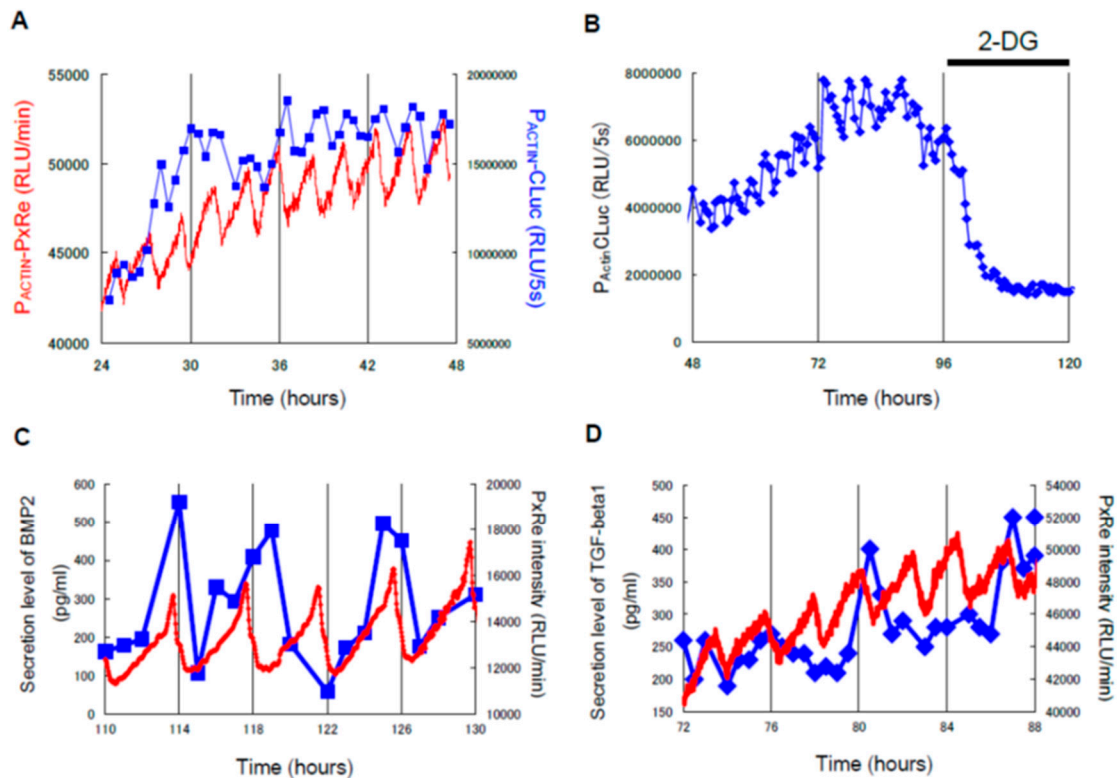 A
55000
50000
45000
40000
PACTIN-PxRe (RLU/min)
20000000
15000000
10000000
5000000
PACTIN-CLuc (RLU/5s)
24 30 36 42 48
Time (hours)
B
2-DG
8000000
6000000
4000000
2000000
0
PActinCLuc (RLU/5s)
48 72 96 120
Time (hours)
C
600
500
400
300
200
100
0
Secretion level of BMP2
(pg/ml)
20000
18000
16000
14000
12000
10000
PxRe intensity (RLU/min)
110 114 118 122 126 130
Time (hours)
D
500
450
400
350
300
250
200
150
Secretion level of TGF-beta1
(pg/ml)
54000
52000
50000
48000
46000
44000
42000
40000
PxRe intensity (RLU/min)
72 76 80 84 88
Time (hours)